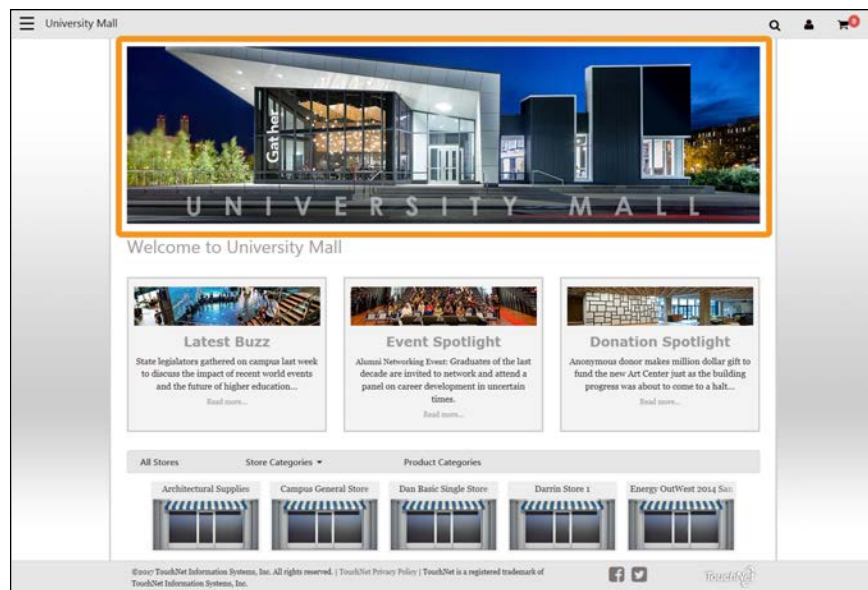 University Mall
0
Gather
UNIVERSITY MALL
Welcome to University Mall
Latest Buzz
State legislators gathered on campus last week
to discuss the impact of recent world events
and the future of higher education...
Read more...
Event Spotlight
Alumni Networking Event: Graduates of the last
decade are invited to network and attend a
panel on career development in uncertain
times.
Read more...
Donation Spotlight
Anonymous donor makes million dollar gift to
fund the new Art Center just as the building
progress was about to come to a halt...
Read more...
All Stores Store Categories Product Categories
Architectural Supplies Campus General Store Dan Basic Single Store Darrin Store 1 Energy OutWest 2014 San
©2017 TouchNet Information Systems, Inc. All rights reserved. | TouchNet Privacy Policy | TouchNet is a registered trademark of
TouchNet Information Systems, Inc.
TouchNet